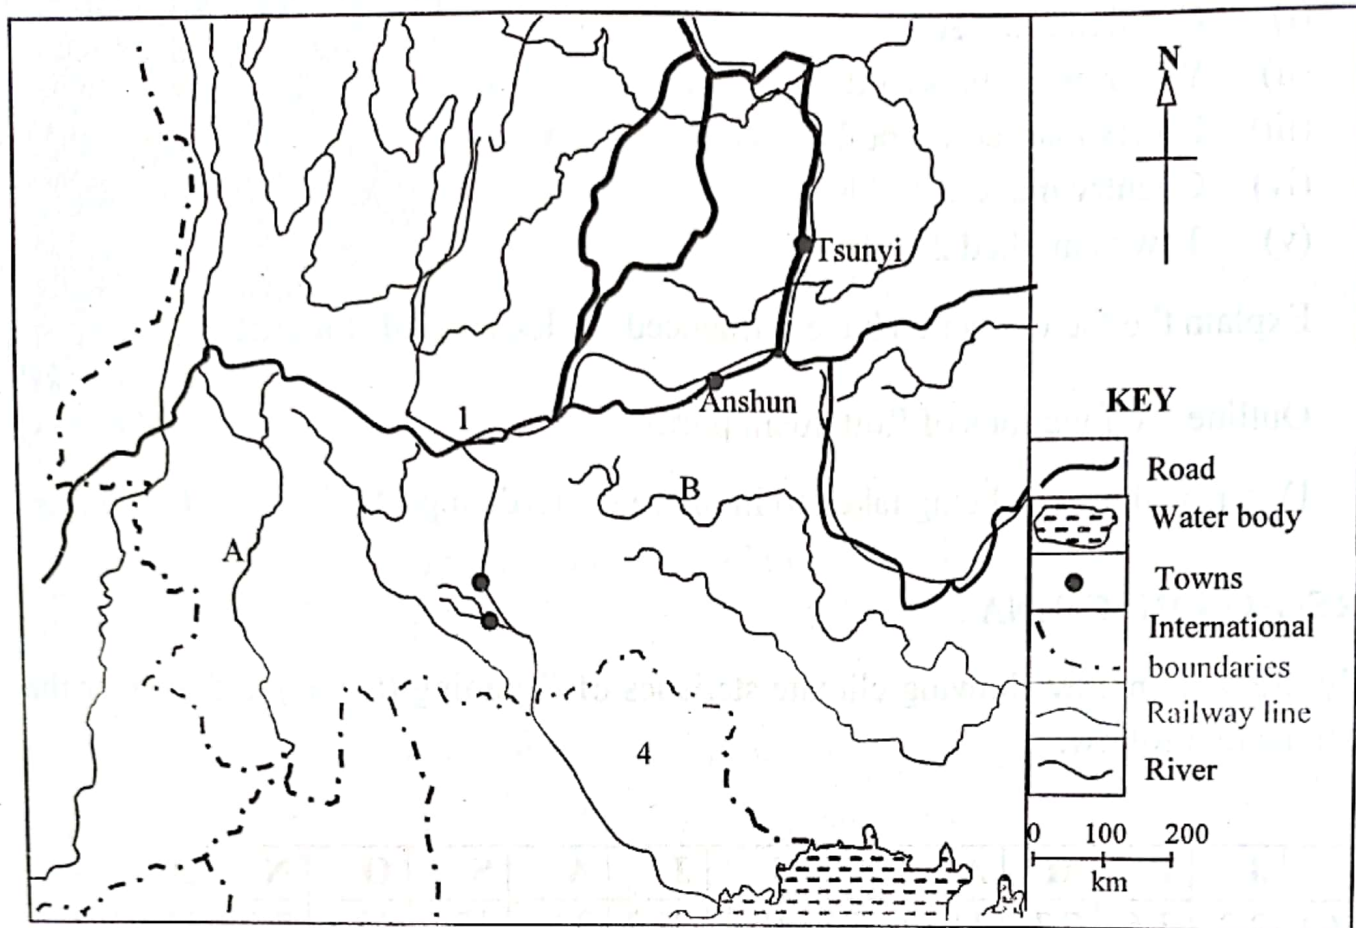 N
Tsunyi
Anshun
1
B
A
4
KEY
Road
Water body
Towns
International
boundaries
Railway line
River
0 100 200
km